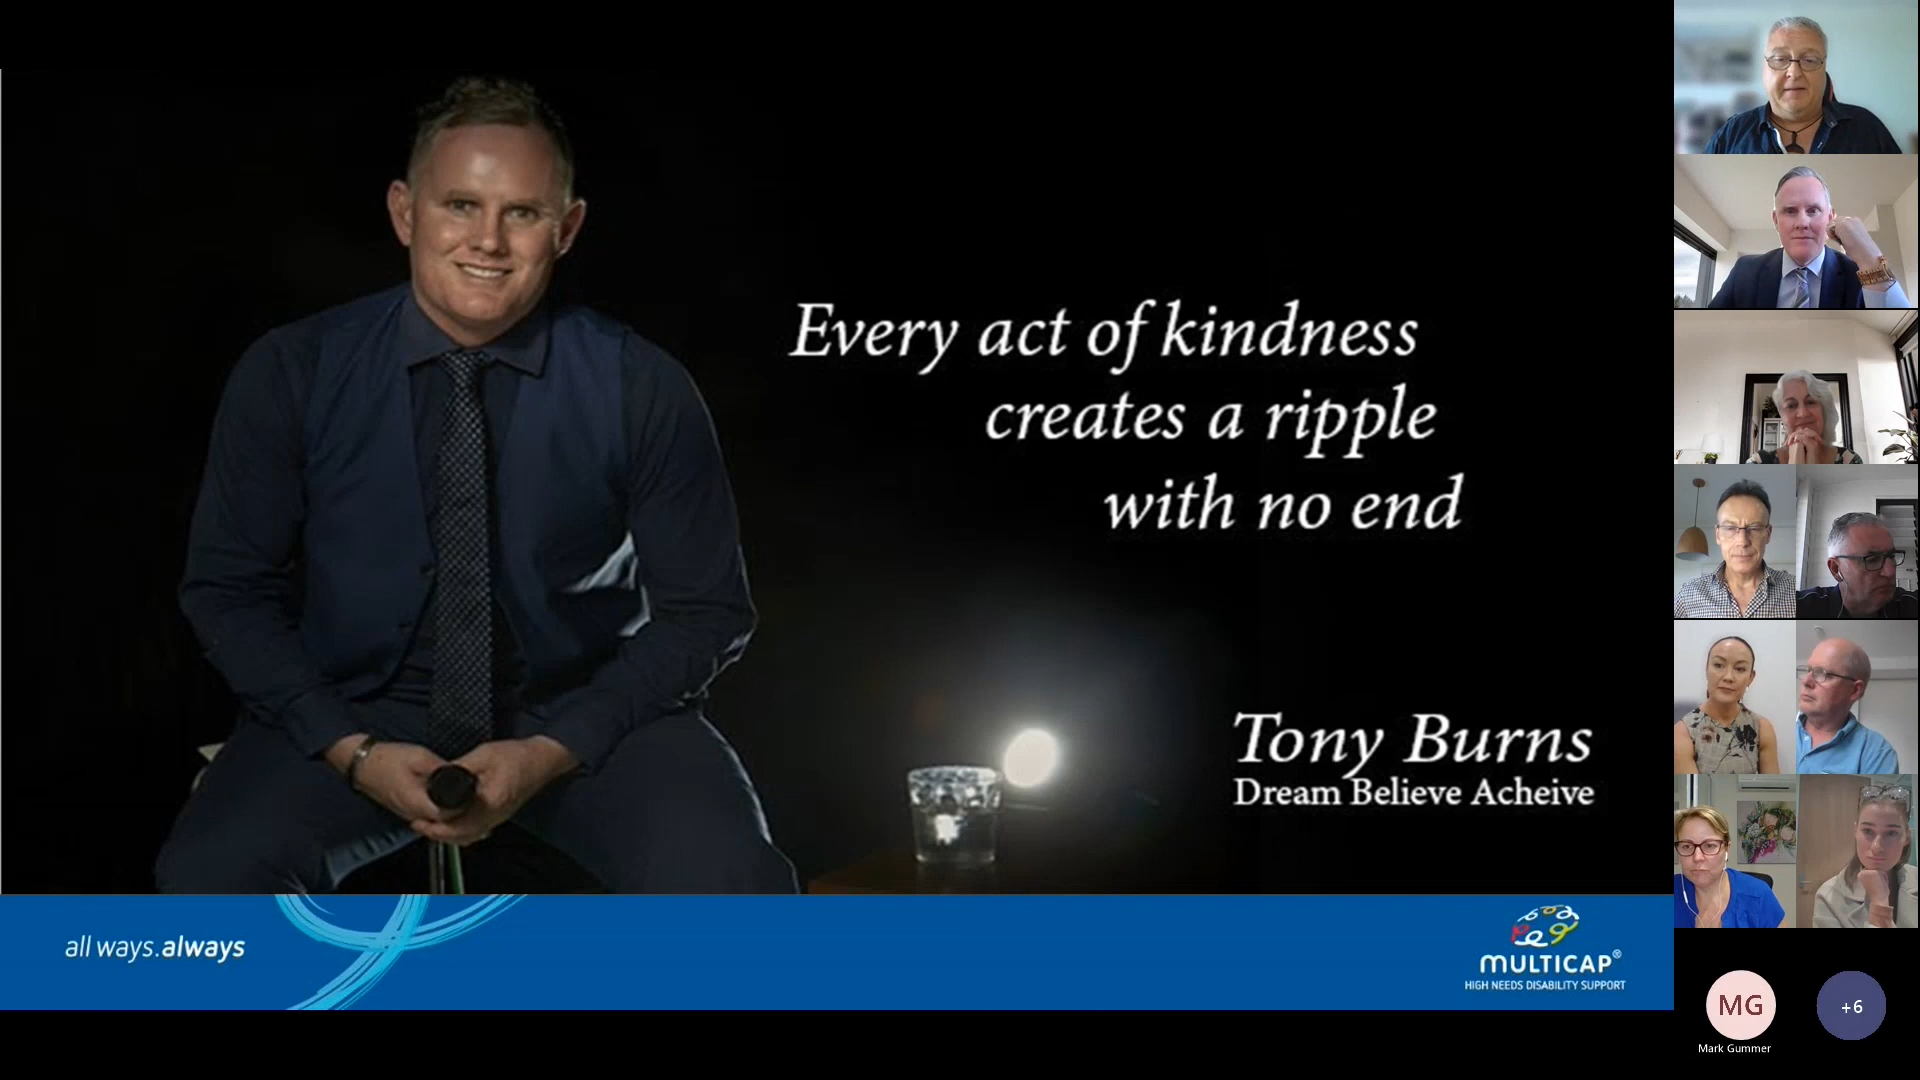 Every act of kindness
creates a ripple
with no end
Tony Burns
Dream Believe Acheive
all ways.always
MULTICAP®
HIGH NEEDS DISABILITY SUPPORT
MG
Mark Gummer
+6